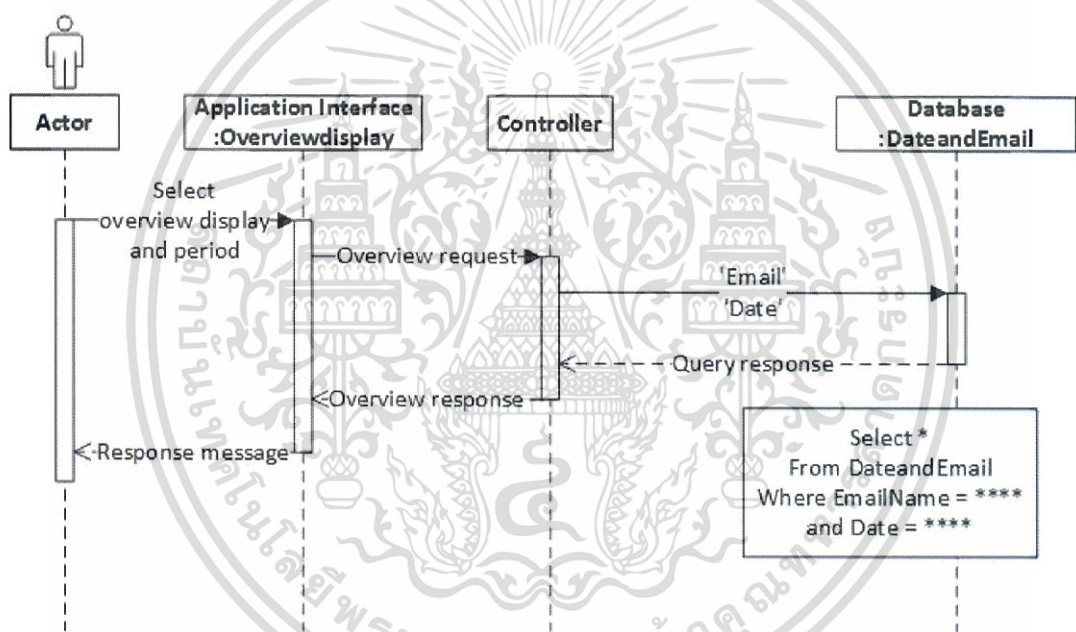 Actor
Application Interface
:Overviewdisplay
Controller
Database
:DateandEmail
Select
overview display
and period
Overview request
'Email'
'Date'
Query response
Overview response
Response message
Select *
From DateandEmail
Where EmailName = ****
and Date = ****